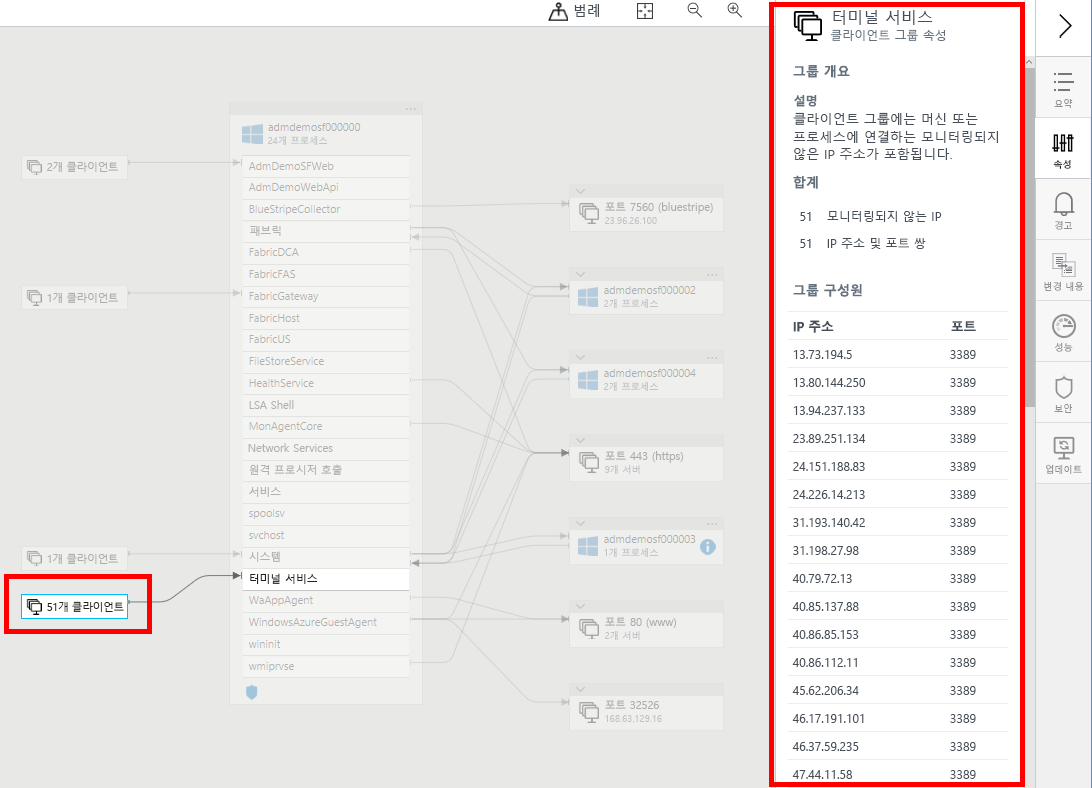 범례
2개 클라이언트
1개 클라이언트
1개 클라이언트
51개 클라이언트
admdemosf000000
24개 프로세스
AdmDemoSFWeb
AdmDemoWebApi
BlueStripeCollector
패브릭
FabricDCA
FabricFAS
FabricGateway
FabricHost
FabricUS
FileStoreService
HealthService
LSA Shell
MonAgentCore
Network Services
원격 프로시저 호출
서비스
spoolsv
svchost
시스템
터미널 서비스
WaAppAgent
WindowsAzureGuestAgent
wininit
wmiprvse
포트 7560 (bluestripe)
23.96.26.100
admdemosf000002
2개 프로세스
admdemosf000004
2개 프로세스
포트 443 (https)
9개 서버
admdemosf000003
1개 프로세스
포트 80 (www)
2개 서버
포트 32526
168.63.129.16
터미널 서비스
클라이언트 그룹 속성
그룹 개요
설명
클라이언트 그룹에는 머신 또는
프로세스에 연결하는 모니터링되지
않은 IP 주소가 포함됩니다.
합계
51 모니터링되지 않는 IP
51 IP 주소 및 포트 쌍
그룹 구성원
IP 주소 포트
13.73.194.5 3389
13.80.144.250 3389
13.94.237.133 3389
23.89.251.134 3389
24.151.188.83 3389
24.226.14.213 3389
31.193.140.42 3389
31.198.27.98 3389
40.79.72.13 3389
40.85.137.88 3389
40.86.85.153 3389
40.86.112.11 3389
45.62.206.34 3389
46.17.191.101 3389
46.37.59.235 3389
47.44.11.58 3389
요약
속성
경고
변경 내용
성능
보안
업데이트